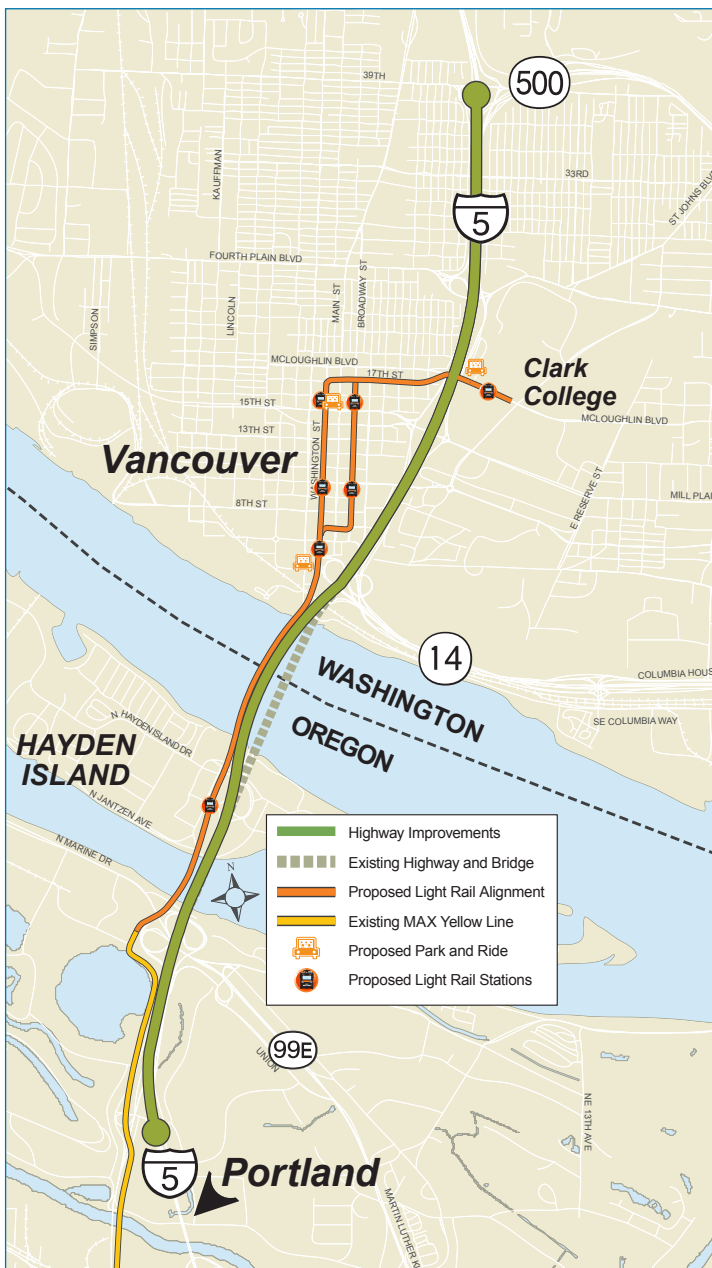 39TH
500
KAUFFMAN
33RD
ST JOHNS BLVD
5
FOURTH PLAIN BLVD
SIMPSON
LINCOLN
MAIN ST
BROADWAY ST
MCLOUGHLIN BLVD
17TH ST
Clark
College
15TH ST
MCLOUGHLIN BLVD
13TH ST
WASHINGTON ST
Vancouver
E RESERVE ST
MILL PLAI
8TH ST
14
WASHINGTON
COLUMBIA HOUS
OREGON
SE COLUMBIA WAY
N HAYDEN ISLAND DR
HAYDEN
ISLAND
N JANTZEN AVE
N MARINE DR
Highway Improvements
Existing Highway and Bridge
Proposed Light Rail Alignment
Existing MAX Yellow Line
Proposed Park and Ride
Proposed Light Rail Stations
N
99E
UNION
NE 13TH AVE
5
Portland
MARTIN LUTHER KI